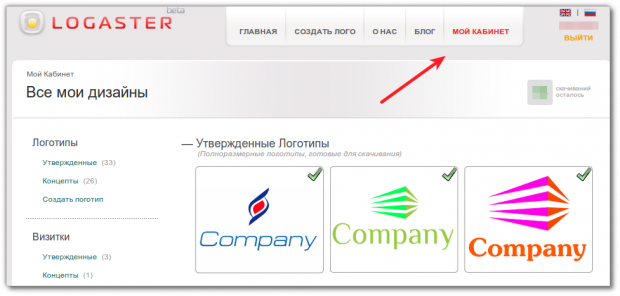 LOGASTER beta
ГЛАВНАЯ СОЗДАТЬ ЛОГО О НАС БЛОГ МОЙ КАБИНЕТ
ВЫЙТИ
Мой Кабинет
Все мои дизайны
скачиваний
осталось
Логотипы
Утвержденные (33)
Концепты (26)
Создать логотип
Визитки
Утвержденные (3)
Концепты (1)
— Утвержденные Логотипы
(Полноразмерные логотипы, готовые для скачивания)
Company
Company
Company